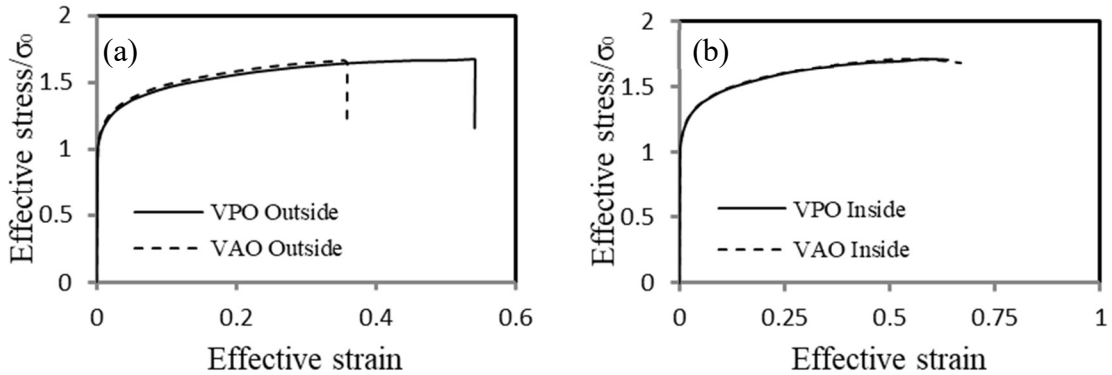 (a)
Effective stress/σ₀
2
1.5
1
0.5
0
VPO Outside
VAO Outside
0 0.2 0.4 0.6
Effective strain
(b)
Effective stress/σ₀
2
1.5
1
0.5
0
VPO Inside
VAO Inside
0 0.25 0.5 0.75 1
Effective strain